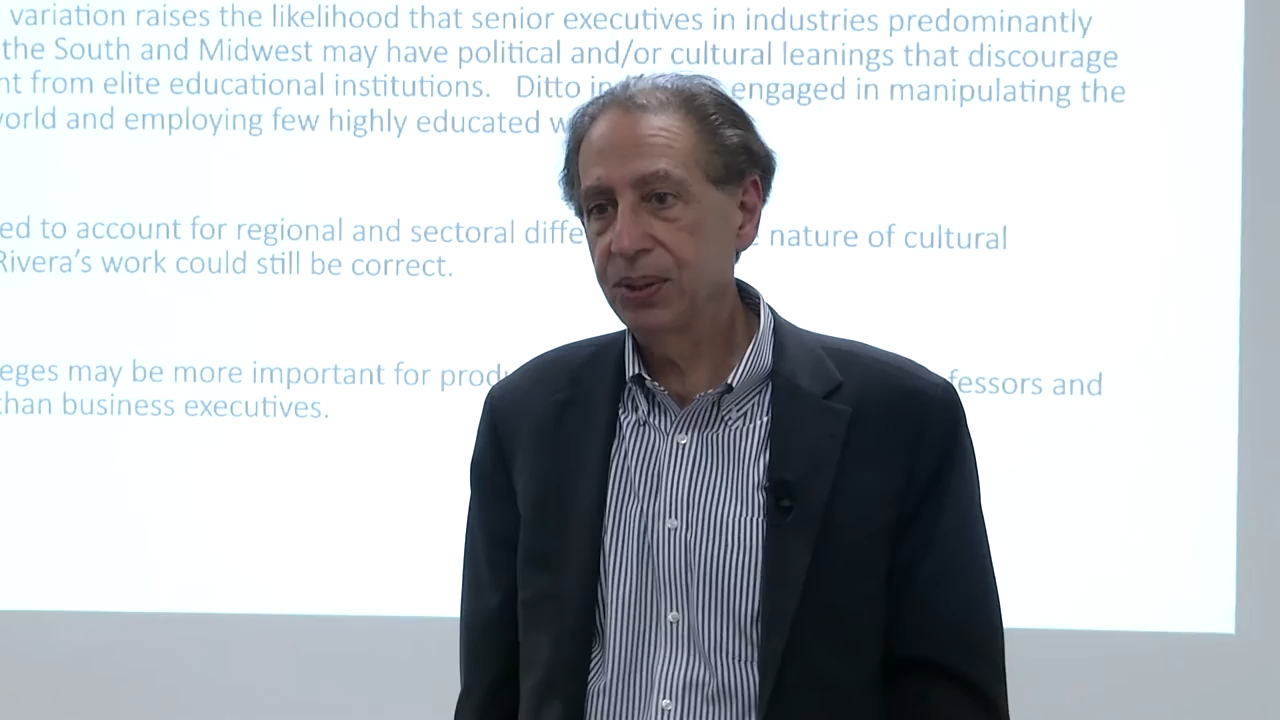 variation raises the likelihood that senior executives in industries predominantly
the South and Midwest may have political and/or cultural leanings that discourage
nt from elite educational institutions. Ditto in engaged in manipulating the
world and employing few highly educated w
ed to account for regional and sectoral diffe nature of cultural
Rivera's work could still be correct.
eges may be more important for produ fessors and
than business executives.